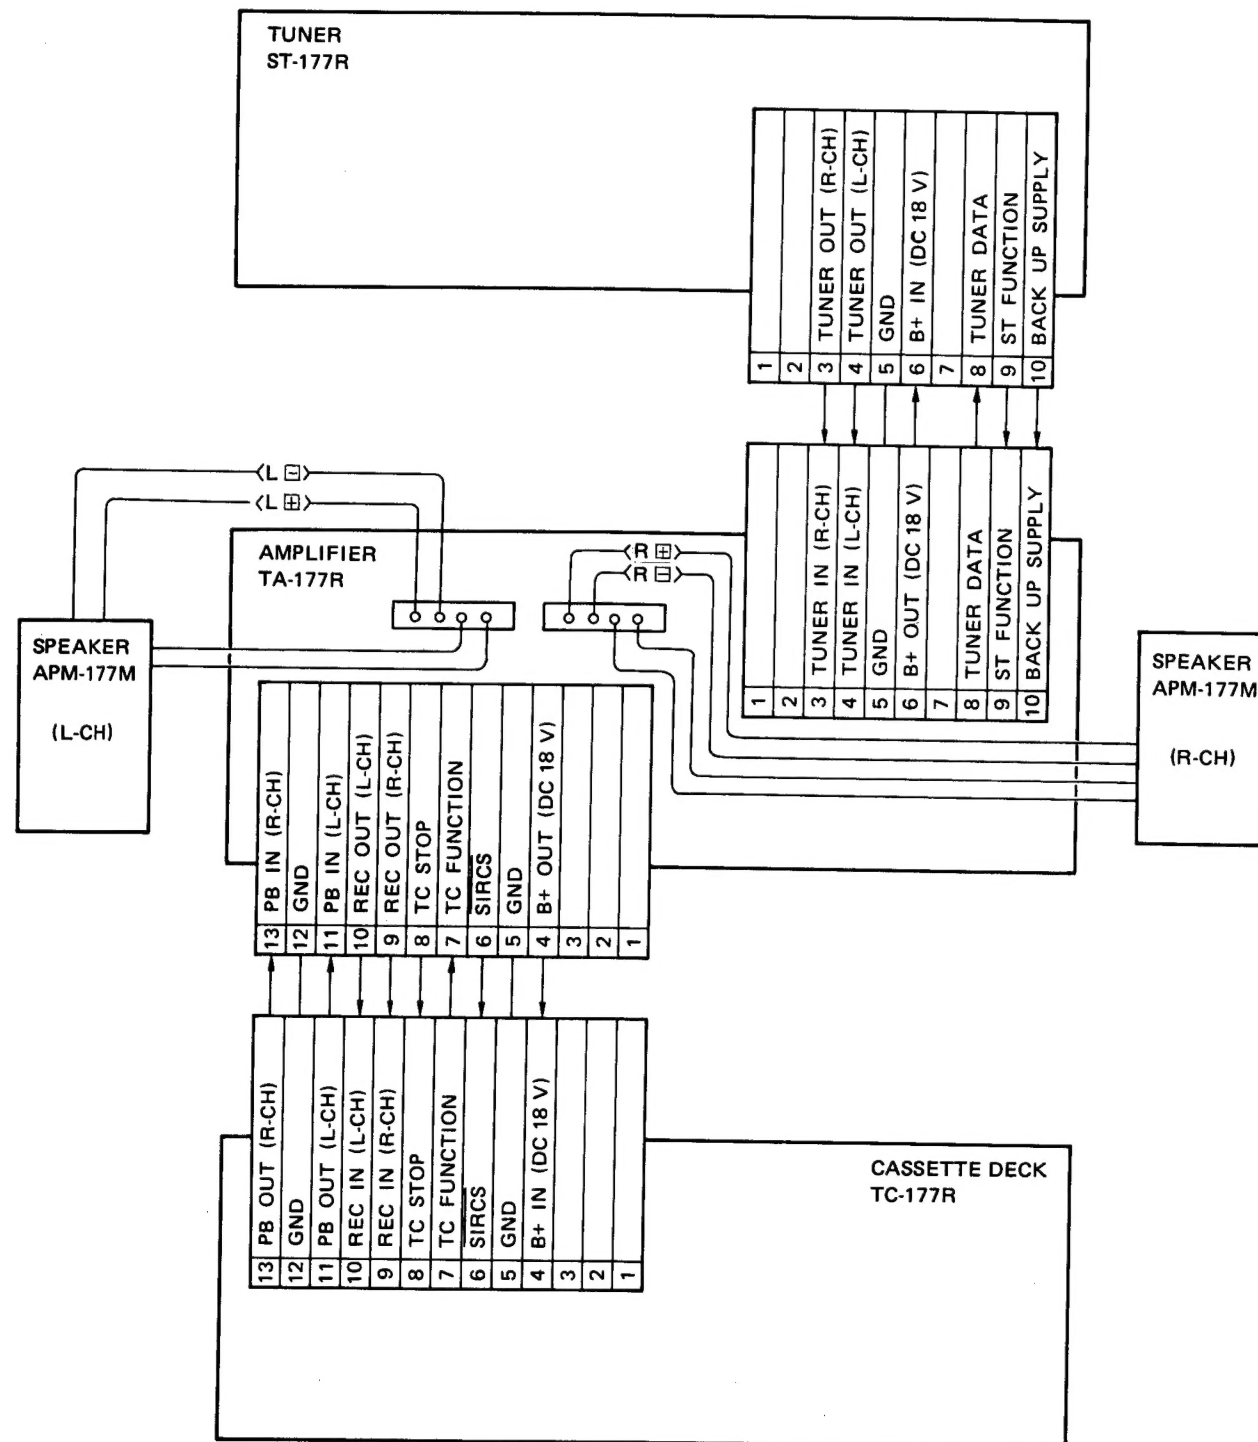 TUNER
ST-177R
1
2
3 TUNER OUT (R-CH)
4 TUNER OUT (L-CH)
5 GND
6 B+ IN (DC 18 V)
7
8 TUNER DATA
9 ST FUNCTION
10 BACK UP SUPPLY
L ⊟
L ⊞
AMPLIFIER
TA-177R
R ⊞
R ⊟
1
2
3 TUNER IN (R-CH)
4 TUNER IN (L-CH)
5 GND
6 B+ OUT (DC 18 V)
7
8 TUNER DATA
9 ST FUNCTION
10 BACK UP SUPPLY
SPEAKER
APM-177M
(L-CH)
SPEAKER
APM-177M
(R-CH)
13 PB IN (R-CH)
12 GND
11 PB IN (L-CH)
10 REC OUT (L-CH)
9 REC OUT (R-CH)
8 TC STOP
7 TC FUNCTION
6 SIRCS
5 GND
4 B+ OUT (DC 18 V)
3
2
1
13 PB OUT (R-CH)
12 GND
11 PB OUT (L-CH)
10 REC IN (L-CH)
9 REC IN (R-CH)
8 TC STOP
7 TC FUNCTION
6 SIRCS
5 GND
4 B+ IN (DC 18 V)
3
2
1
CASSETTE DECK
TC-177R